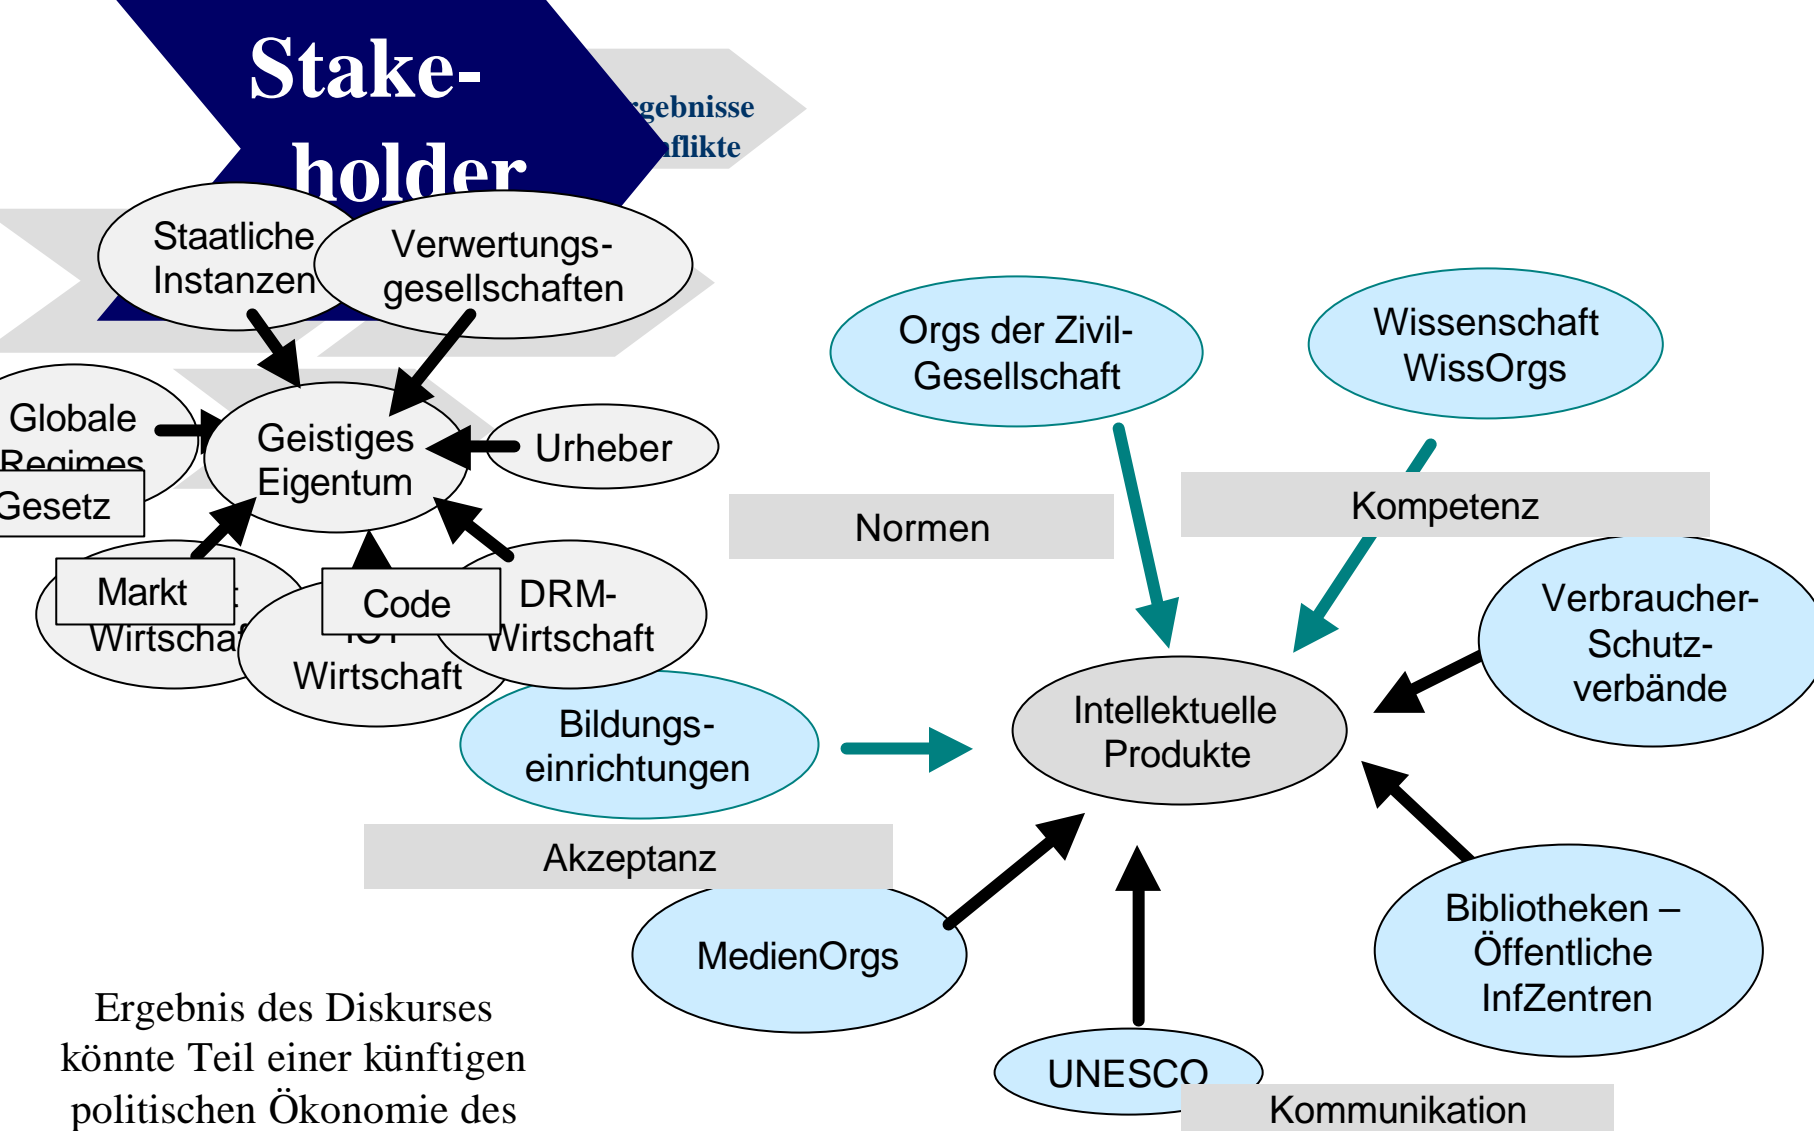 Stake-
holder
rgebnisse
nflikte
Staatliche
Instanzen
Verwertungs-
gesellschaften
Orgs der Zivil-
Gesellschaft
Wissenschaft
WissOrgs
Globale
Regimes
Gesetz
Geistiges
Eigentum
Urheber
Normen
Kompetenz
Markt
Wirtschaf
Code
Wirtschaft
DRM-
Wirtschaft
Verbraucher-
Schutz-
verbände
Bildungs-
einrichtungen
Intellektuelle
Produkte
Akzeptanz
MedienOrgs
Bibliotheken –
Öffentliche
InfZentren
UNESCO
Kommunikation
Ergebnis des Diskurses
könnte Teil einer künftigen
politischen Ökonomie des